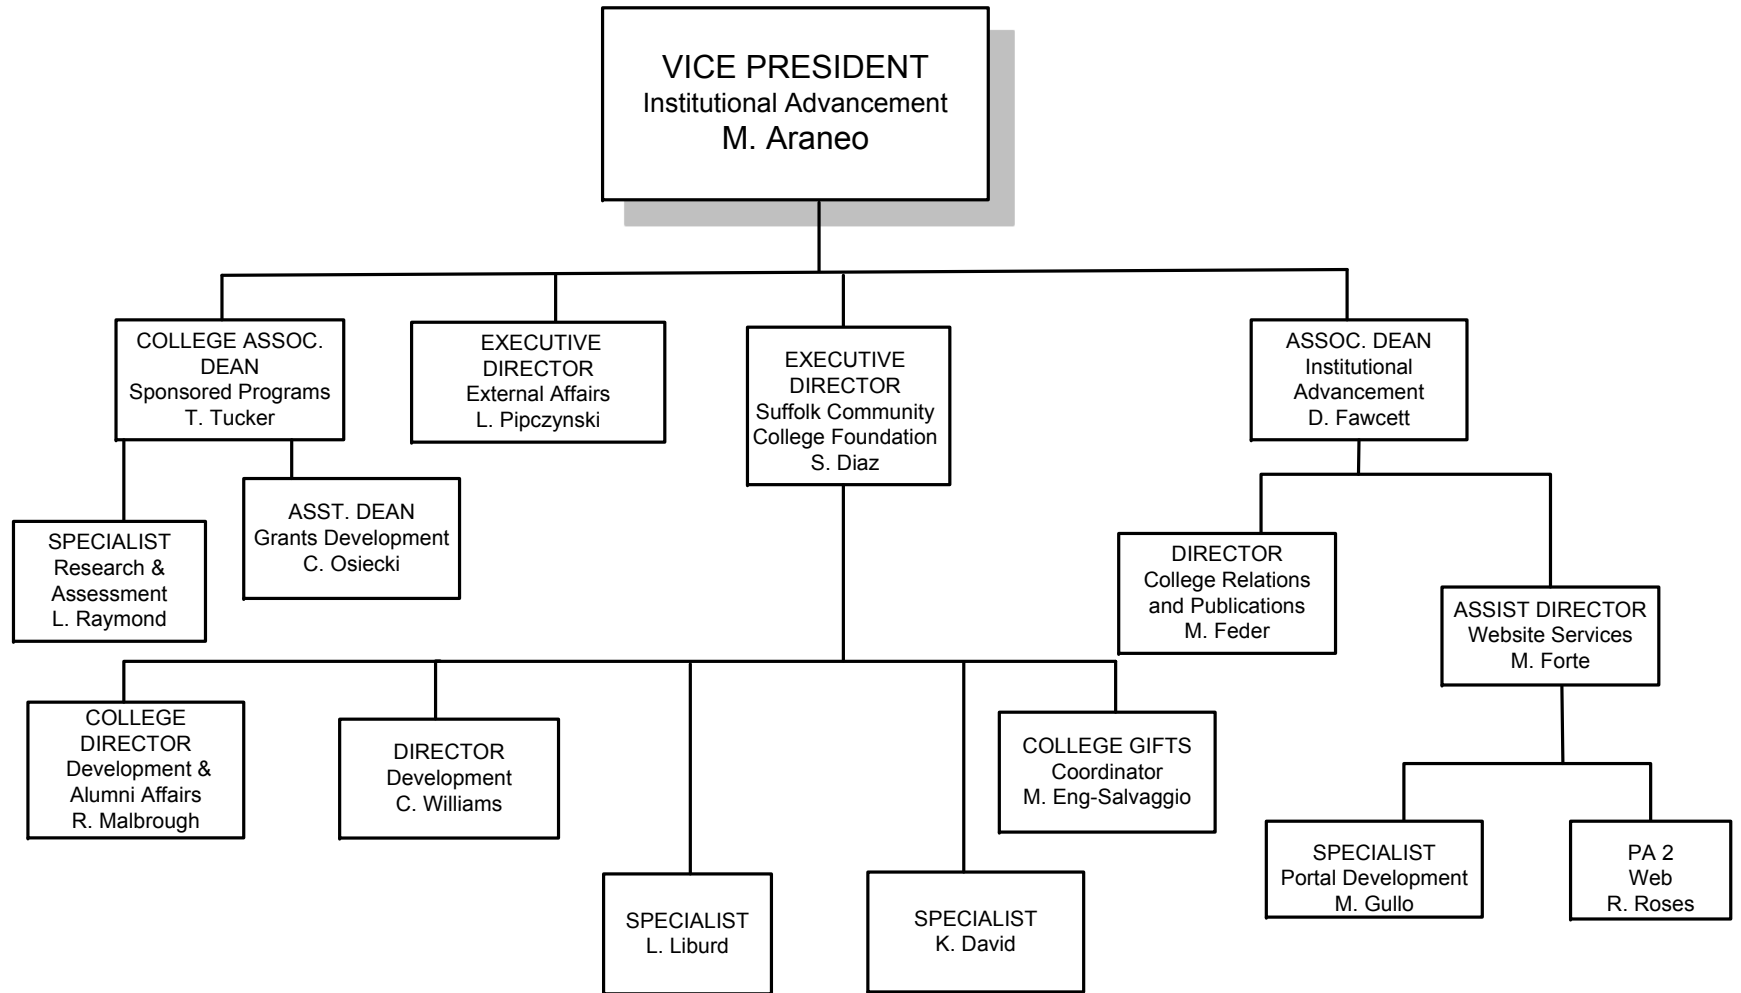 VICE PRESIDENT
Institutional Advancement
M. Araneo
COLLEGE ASSOC.
DEAN
Sponsored Programs
T. Tucker
EXECUTIVE
DIRECTOR
External Affairs
L. Pipczynski
EXECUTIVE
DIRECTOR
Suffolk Community
College Foundation
S. Diaz
ASSOC. DEAN
Institutional
Advancement
D. Fawcett
SPECIALIST
Research &
Assessment
L. Raymond
ASST. DEAN
Grants Development
C. Osiecki
DIRECTOR
College Relations
and Publications
M. Feder
ASSIST DIRECTOR
Website Services
M. Forte
COLLEGE
DIRECTOR
Development &
Alumni Affairs
R. Malbrough
DIRECTOR
Development
C. Williams
SPECIALIST
L. Liburd
SPECIALIST
K. David
COLLEGE GIFTS
Coordinator
M. Eng-Salvaggio
SPECIALIST
Portal Development
M. Gullo
PA 2
Web
R. Roses